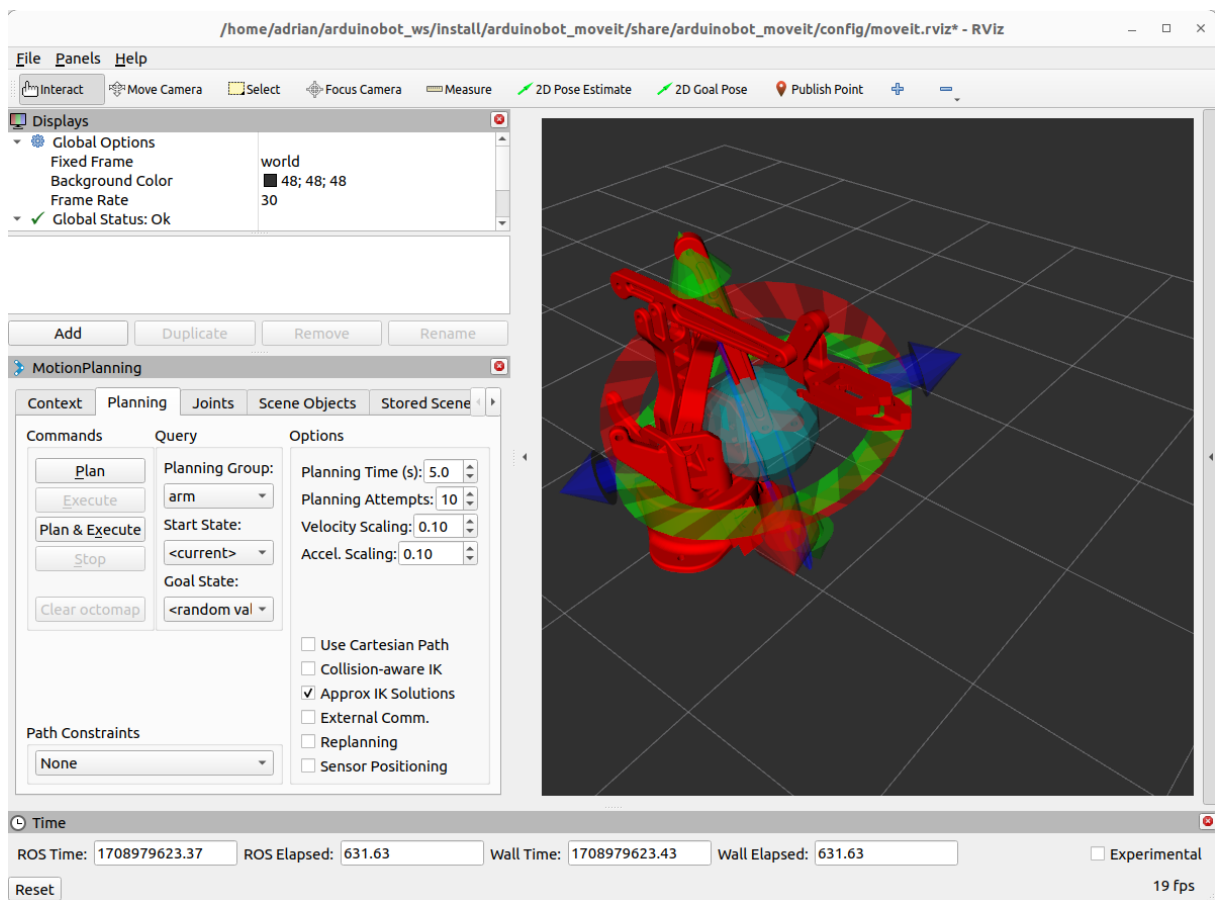 /home/adrian/arduinobot_ws/install/arduinobot_moveit/share/arduinobot_moveit/config/moveit.rviz* - RViz
File Panels Help
Interact Move Camera Select Focus Camera Measure 2D Pose Estimate 2D Goal Pose Publish Point
Displays
Global Options
Fixed Frame world
Background Color 48; 48; 48
Frame Rate 30
Global Status: Ok
Add Duplicate Remove Rename
MotionPlanning
Context Planning Joints Scene Objects Stored Scene
Commands Query Options
Plan Planning Group: Planning Time (s): 5.0
Execute arm Planning Attempts: 10
Plan & Execute Start State: Velocity Scaling: 0.10
Stop <current> Accel. Scaling: 0.10
Goal State:
Clear octomap <random val
Use Cartesian Path
Collision-aware IK
Approx IK Solutions
External Comm.
Path Constraints Replanning
None Sensor Positioning
Time
ROS Time: 1708979623.37 ROS Elapsed: 631.63 Wall Time: 1708979623.43 Wall Elapsed: 631.63 Experimental
Reset 19 fps